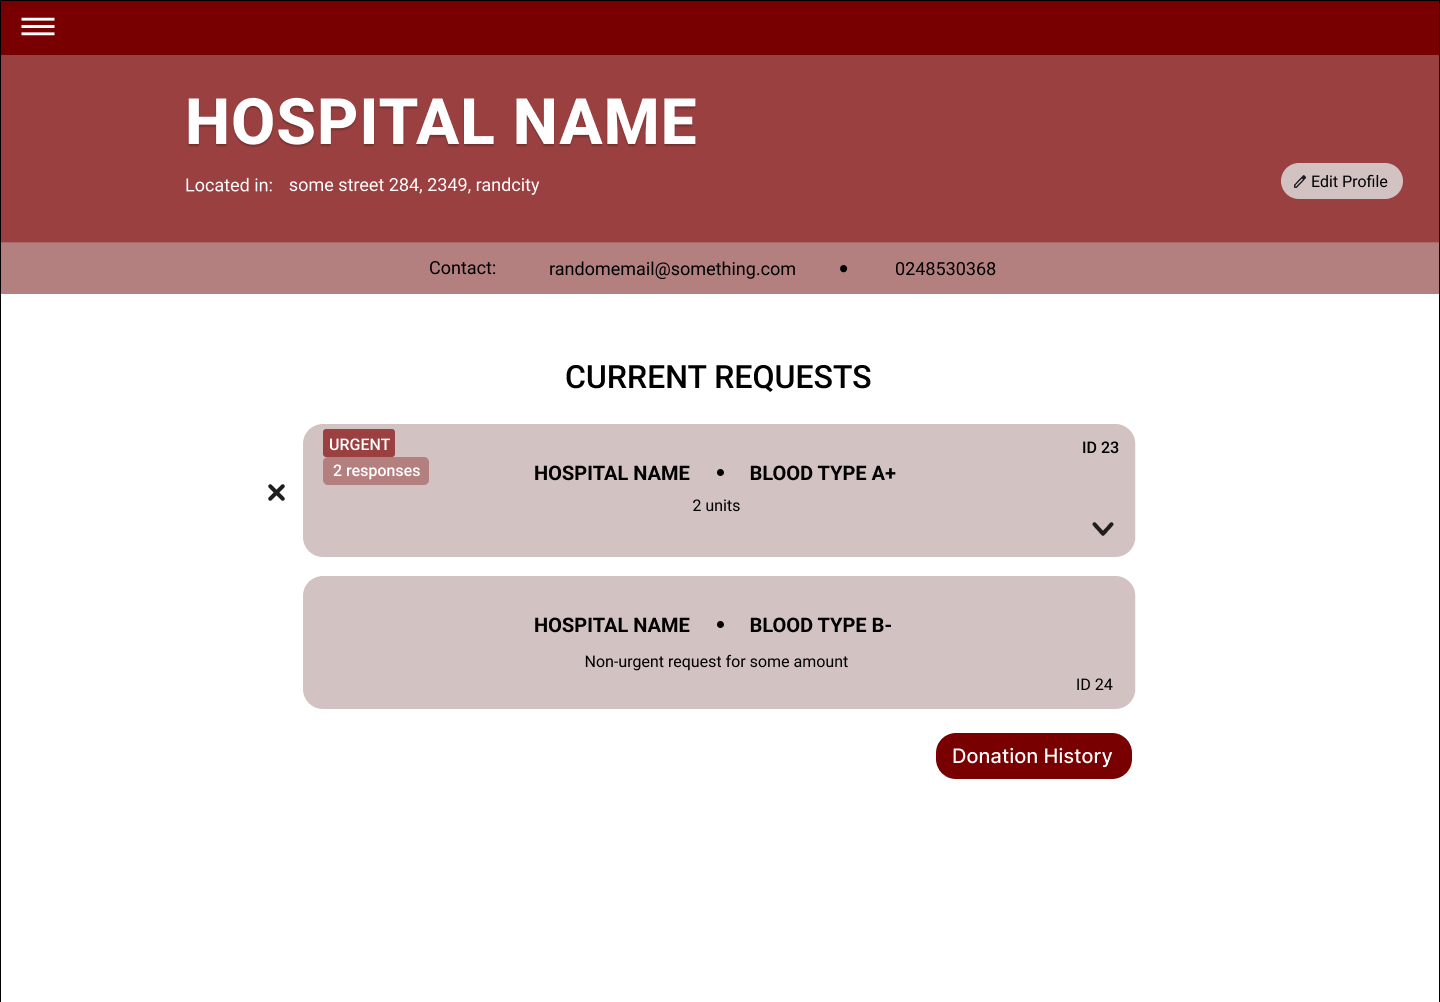 HOSPITAL NAME
Located in: some street 284, 2349, randcity
Edit Profile
Contact: randomemail@something.com • 0248530368
CURRENT REQUESTS
URGENT
ID 23
2 responses
HOSPITAL NAME • BLOOD TYPE A+
2 units
HOSPITAL NAME • BLOOD TYPE B-
Non-urgent request for some amount
ID 24
Donation History